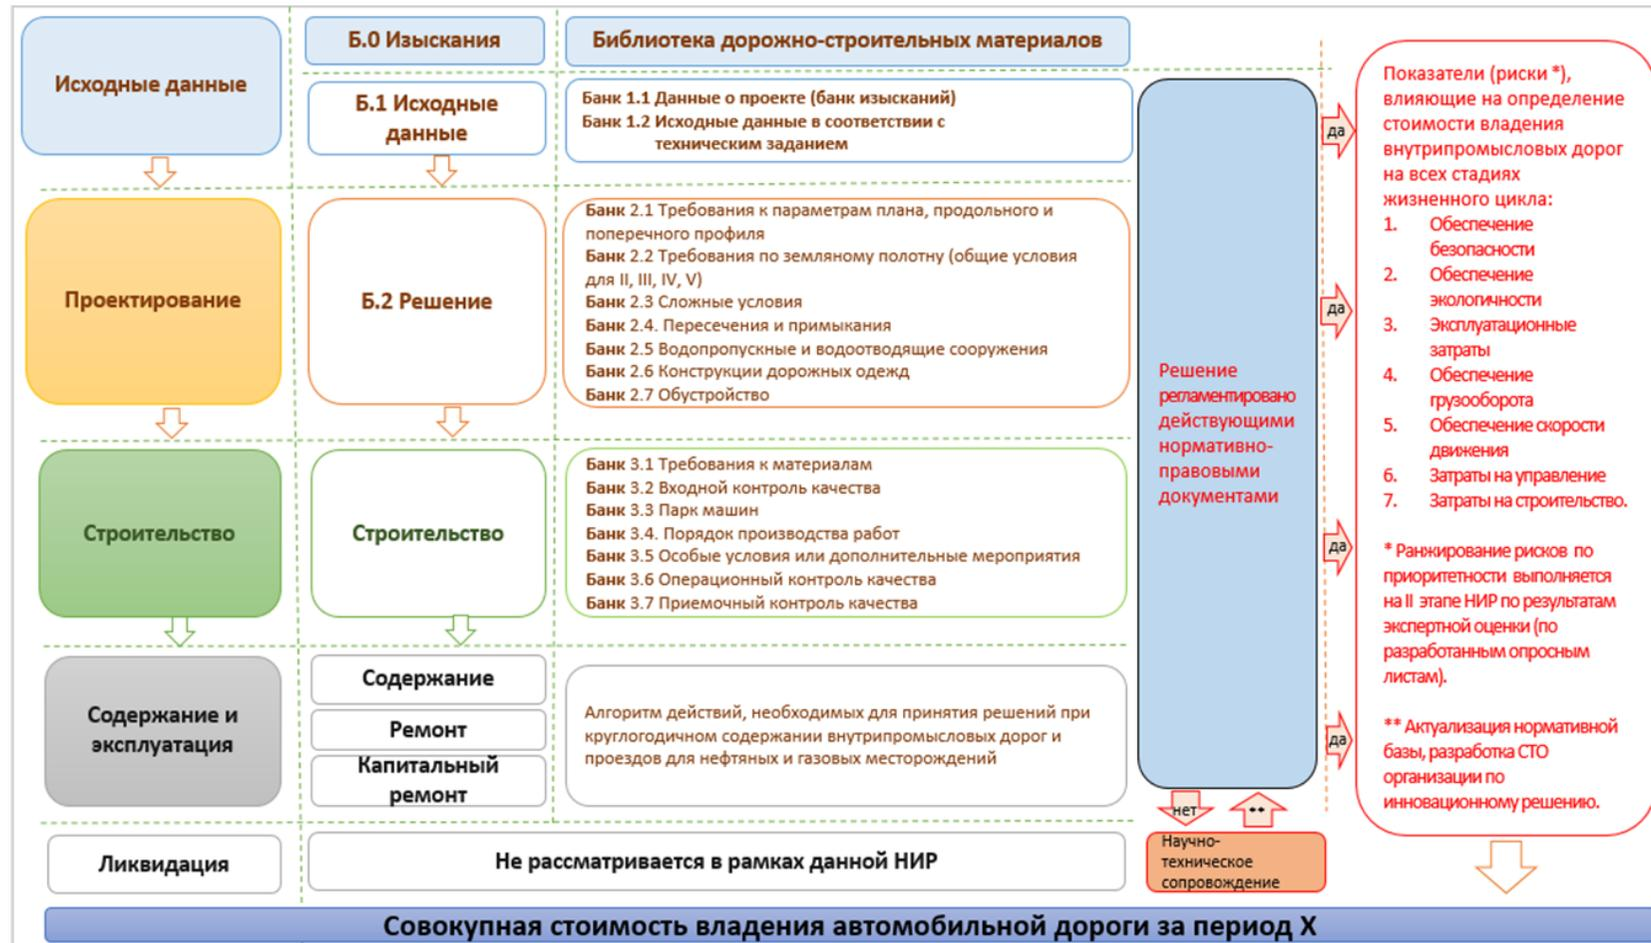 Исходные данные
Б.0 Изыскания
Библиотека дорожно-строительных материалов
Б.1 Исходные
данные
Банк 1.1 Данные о проекте (банк изысканий)
Банк 1.2 Исходные данные в соответствии с
техническим заданием
Проектирование
Б.2 Решение
Банк 2.1 Требования к параметрам плана, продольного и
поперечного профиля
Банк 2.2 Требования по земляному полотну (общие условия
для II, III, IV, V)
Банк 2.3 Сложные условия
Банк 2.4. Пересечения и примыкания
Банк 2.5 Водопропускные и водоотводящие сооружения
Банк 2.6 Конструкции дорожных одежд
Банк 2.7 Обустройство
Строительство
Строительство
Банк 3.1 Требования к материалам
Банк 3.2 Входной контроль качества
Банк 3.3 Парк машин
Банк 3.4. Порядок производства работ
Банк 3.5 Особые условия или дополнительные мероприятия
Банк 3.6 Операционный контроль качества
Банк 3.7 Приемочный контроль качества
Содержание и
эксплуатация
Содержание
Ремонт
Капитальный
ремонт
Алгоритм действий, необходимых для принятия решений при
круглогодичном содержании внутрипромысловых дорог и
проездов для нефтяных и газовых месторождений
Ликвидация
Не рассматривается в рамках данной НИР
Решение
регламентировано
действующими
нормативно-
правовыми
документами
нет
**
Научно-
техническое
сопровождение
да
да
да
да
Показатели (риски *),
влияющие на определение
стоимости владения
внутрипромысловых дорог
на всех стадиях
жизненного цикла:
1. Обеспечение
безопасности
2. Обеспечение
экологичности
3. Эксплуатационные
затраты
4. Обеспечение
грузооборота
5. Обеспечение скорости
движения
6. Затраты на управление
7. Затраты на строительство.
* Ранжирование рисков по
приоритетности выполняется
на II этапе НИР по результатам
экспертной оценки (по
разработанным опросным
листам).
** Актуализация нормативной
базы, разработка СТО
организации по
инновационному решению.
Совокупная стоимость владения автомобильной дороги за период X